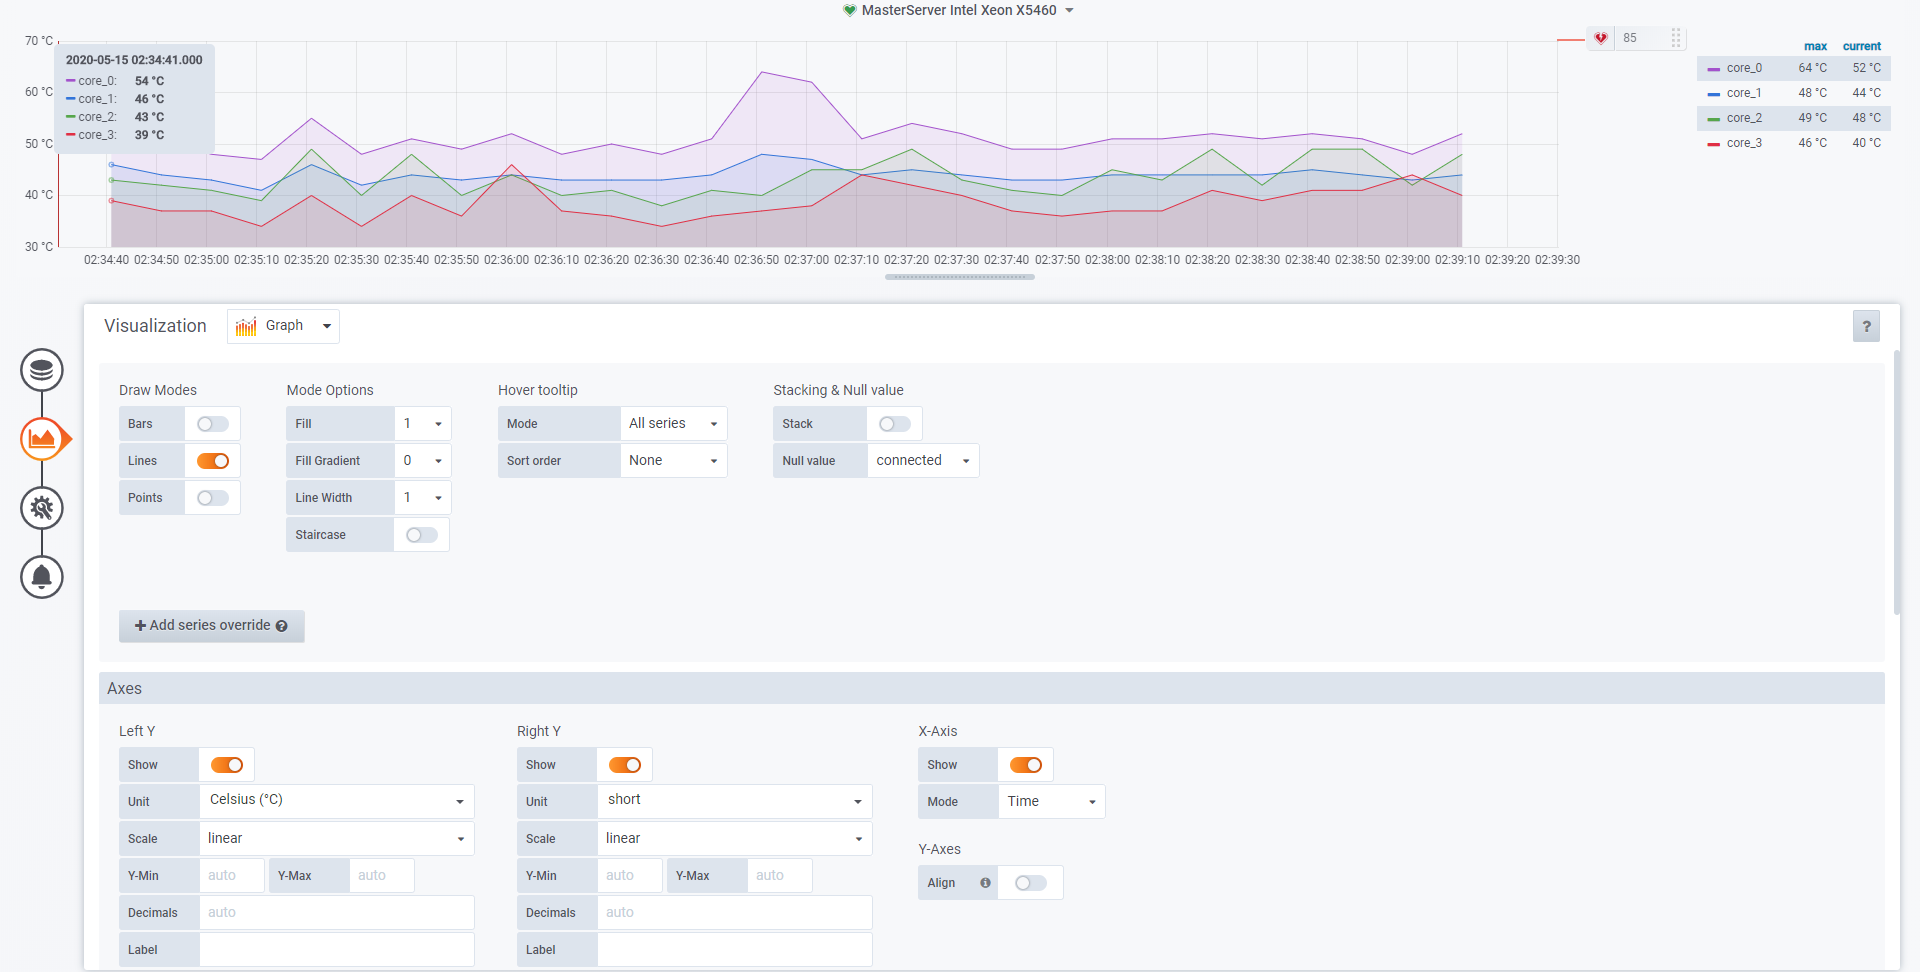 MasterServer Intel Xeon X5460
70 °C
60 °C
50 °C
40 °C
30 °C
2020-05-15 02:34:41.000
core_0: 54 °C
core_1: 46 °C
core_2: 43 °C
core_3: 39 °C
85
max current
core_0 64 °C 52 °C
core_1 48 °C 44 °C
core_2 49 °C 48 °C
core_3 46 °C 40 °C
02:34:40 02:34:50 02:35:00 02:35:10 02:35:20 02:35:30 02:35:40 02:35:50 02:36:00 02:36:10 02:36:20 02:36:30 02:36:40 02:36:50 02:37:00 02:37:10 02:37:20 02:37:30 02:37:40 02:37:50 02:38:00 02:38:10 02:38:20 02:38:30 02:38:40 02:38:50 02:39:00 02:39:10 02:39:20 02:39:30
Visualization Graph ?
Draw Modes
Bars
Lines
Points
Mode Options
Fill 1
Fill Gradient 0
Line Width 1
Staircase
Hover tooltip
Mode All series
Sort order None
Stacking & Null value
Stack
Null value connected
+ Add series override ?
Axes
Left Y
Show
Unit Celsius (°C)
Scale linear
Y-Min auto Y-Max auto
Decimals auto
Label
Right Y
Show
Unit short
Scale linear
Y-Min auto Y-Max auto
Decimals auto
Label
X-Axis
Show
Mode Time
Y-Axes
Align i